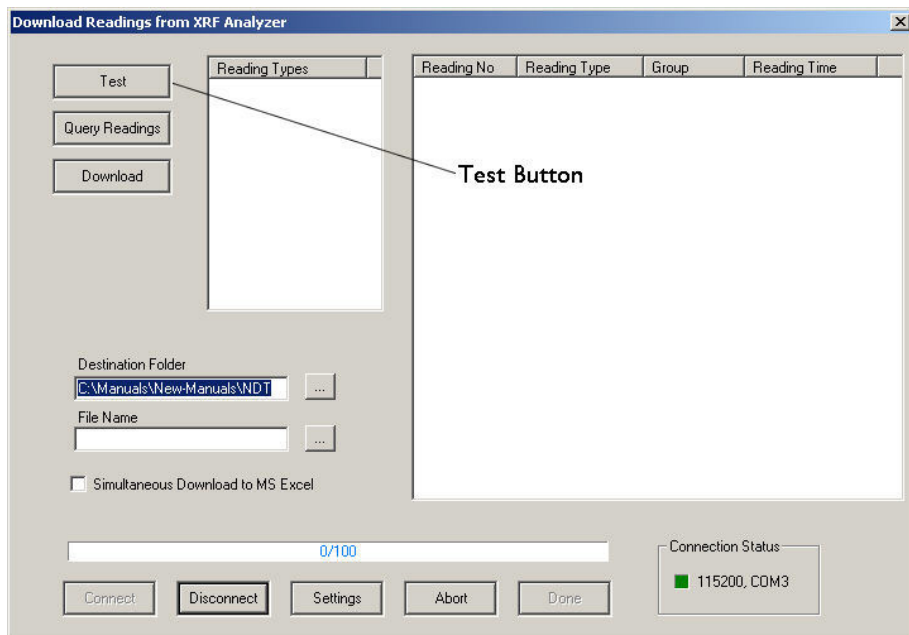 Download Readings from XRF Analyzer
Test
Query Readings
Download
Reading Types
Reading No Reading Type Group Reading Time
Test Button
Destination Folder
C:\Manuals\New-Manuals\NDT
...
File Name
...
Simultaneous Download to MS Excel
0/100
Connect Disconnect Settings Abort Done
Connection Status
115200, COM3